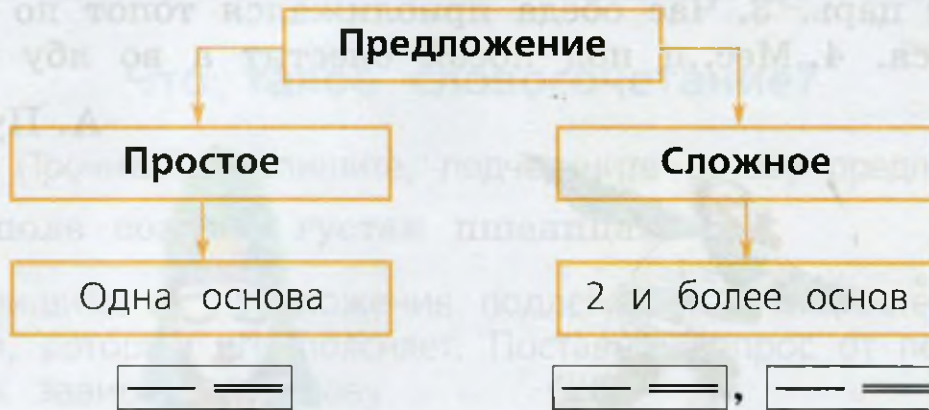 Предложение
Простое Сложное
Одна основа 2 и более основ
,